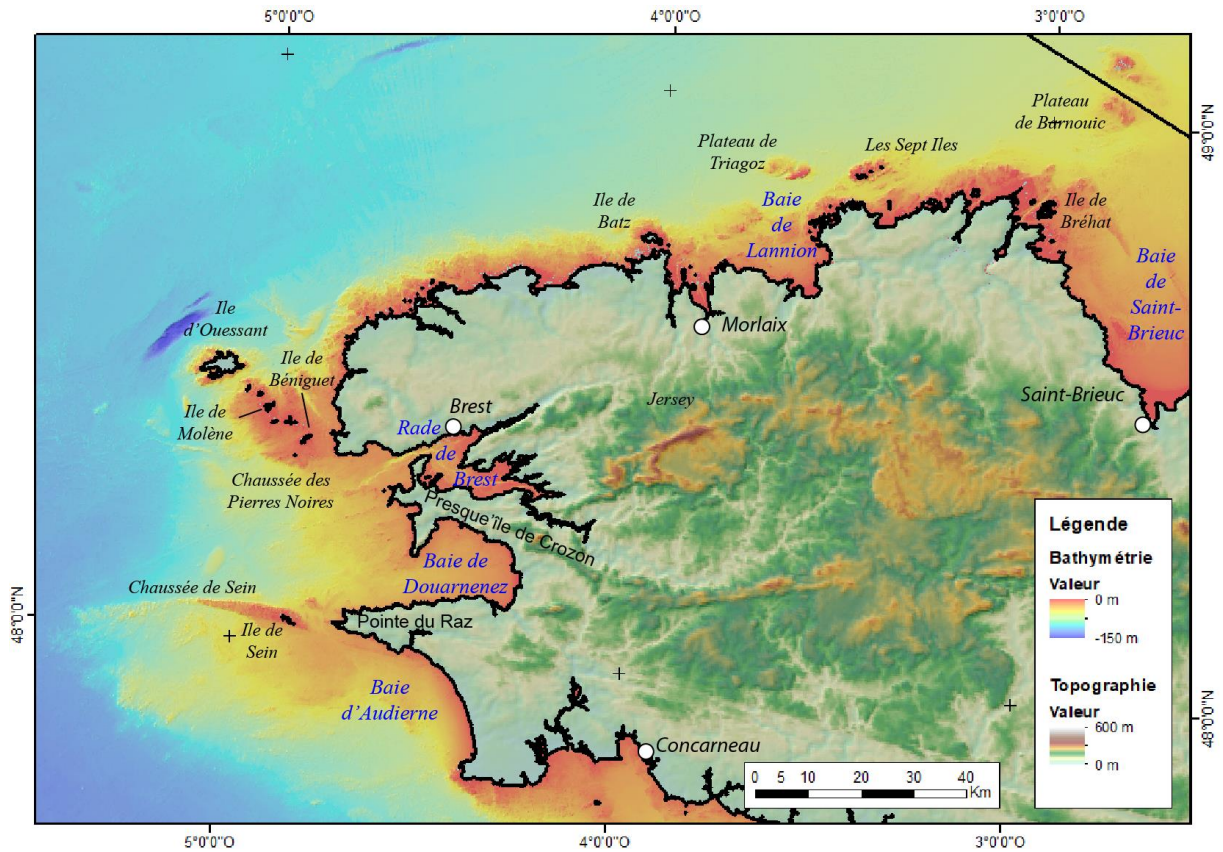 5°0'0"O
4°0'0"O
3°0'0"O
Plateau
de Barnouic
49°0'0"N
Plateau de
Triagoz
Les Sept Iles
Ile de
Batz
Baie
de
Lannion
Ile de
Bréhat
Baie
de
Saint-
Brieuc
Ile
d'Ouessant
Morlaix
Ile de
Béniguet
Ile de
Molène
Brest
Jersey
Saint-Brieuc
Rade
de
Brest
Chaussée des
Pierres Noires
Presqu'île de Crozon
Baie de
Douarnenez
Chaussée de Sein
48°0'0"N
Ile de
Sein
Pointe du Raz
Baie
d'Audierne
Concarneau
Légende
Bathymétrie
Valeur
0 m
-150 m
Topographie
Valeur
600 m
0 m
48°0'0"N
0 5 10 20 30 40
Km
5°0'0"O
4°0'0"O
3°0'0"O